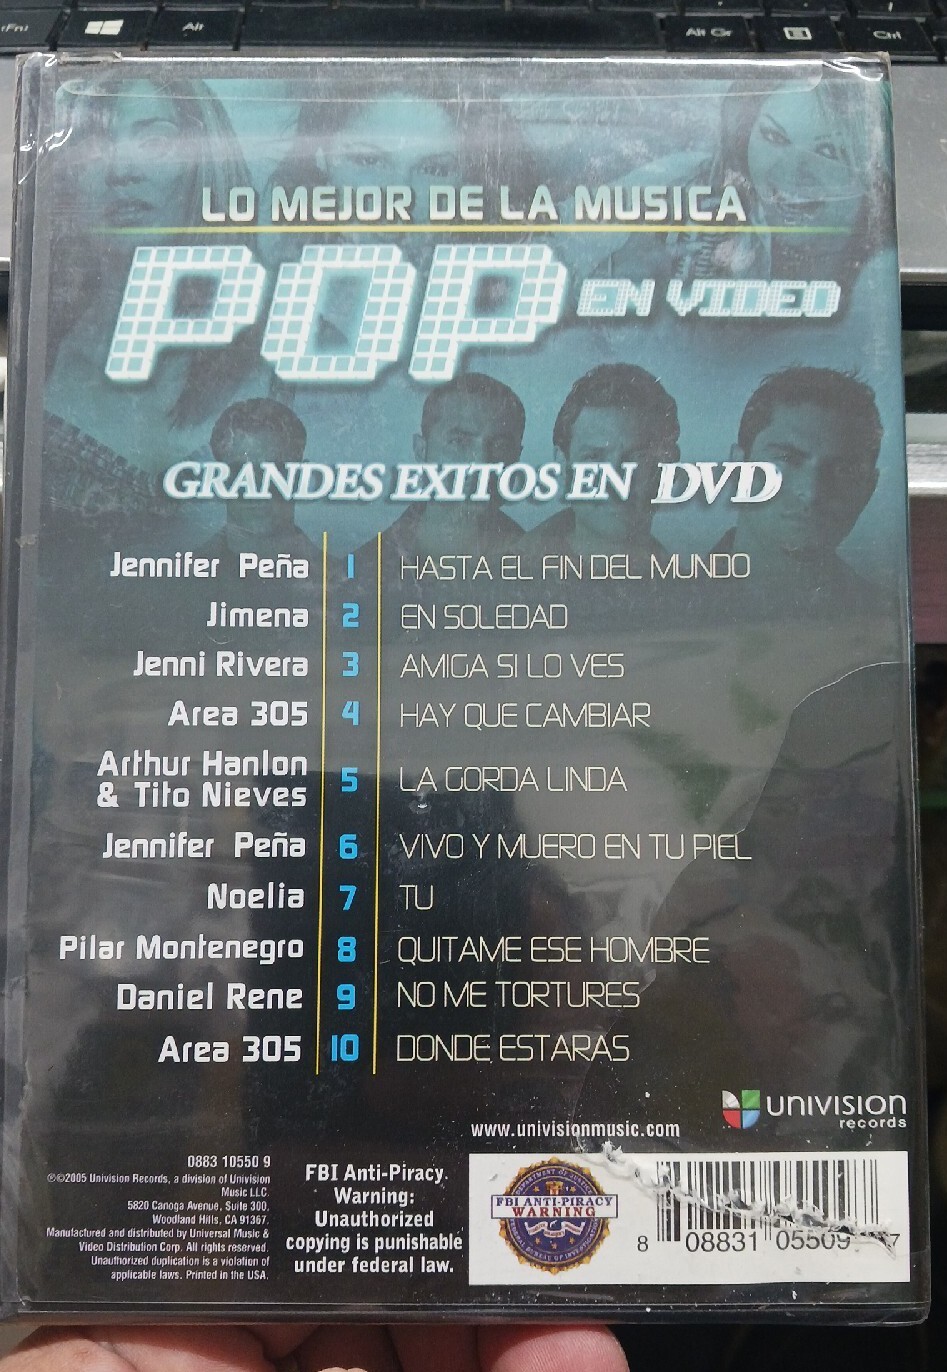 Fn
Alt
Alt Gr
Ctrl
LO MEJOR DE LA MUSICA
POP
EN VIDEO
GRANDES EXITOS EN DVD
Jennifer Peña 1 HASTA EL FIN DEL MUNDO
Jimena 2 EN SOLEDAD
Jenni Rivera 3 AMIGA SI LO VES
Area 305 4 HAY QUE CAMBIAR
Arthur Hanlon
& Tito Nieves 5 LA GORDA LINDA
Jennifer Peña 6 VIVO Y MUERO EN TU PIEL
Noelia 7 TU
Pilar Montenegro 8 QUITAME ESE HOMBRE
Daniel Rene 9 NO ME TORTURES
Area 305 10 DONDE ESTARAS
UNIVISION
records
www.univisionmusic.com
0883 10550 9
℗©2005 Univision Records, a division of Univision
Music LLC.
5820 Canoga Avenue, Suite 300,
Woodland Hills, CA 91367.
Manufactured and distributed by Universal Music &
Video Distribution Corp. All rights reserved.
Unauthorized duplication is a violation of
applicable laws. Printed in the USA.
FBI Anti-Piracy
Warning:
Unauthorized
copying is punishable
under federal law.
FBI ANTI-PIRACY
WARNING
8 08831 05509 7